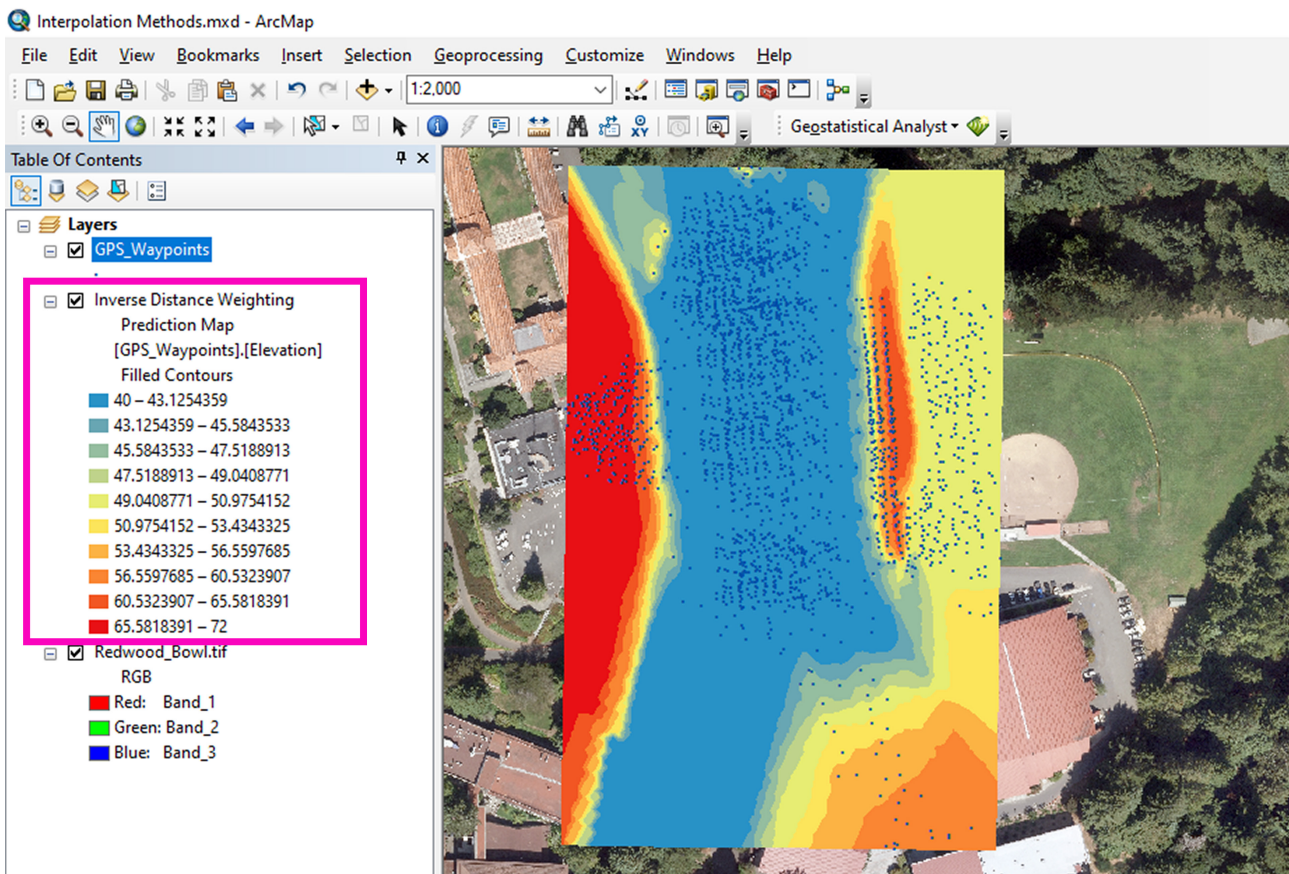 Interpolation Methods.mxd - ArcMap
File Edit View Bookmarks Insert Selection Geoprocessing Customize Windows Help
1:2,000
XY Geostatistical Analyst
Table Of Contents
Layers
GPS_Waypoints
Inverse Distance Weighting
Prediction Map
[GPS_Waypoints].[Elevation]
Filled Contours
40 – 43.1254359
43.1254359 – 45.5843533
45.5843533 – 47.5188913
47.5188913 – 49.0408771
49.0408771 – 50.9754152
50.9754152 – 53.4343325
53.4343325 – 56.5597685
56.5597685 – 60.5323907
60.5323907 – 65.5818391
65.5818391 – 72
Redwood_Bowl.tif
RGB
Red: Band_1
Green: Band_2
Blue: Band_3